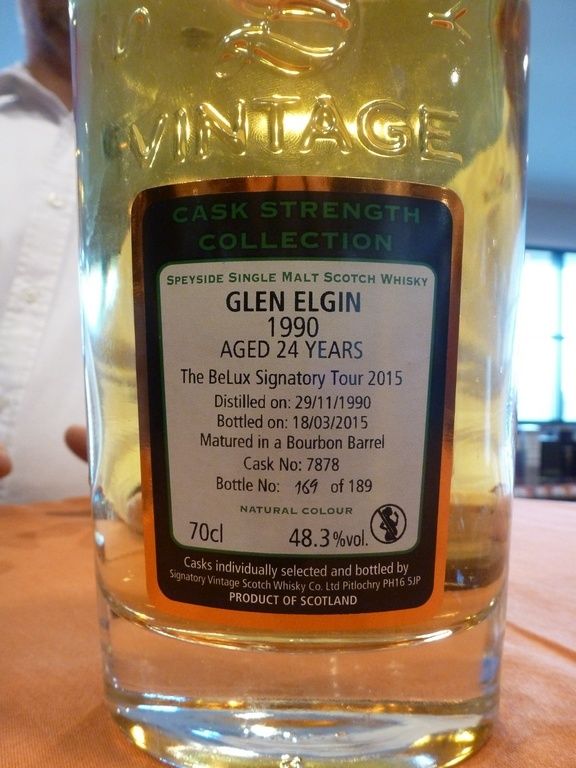 S Y
VINTAGE
CASK STRENGTH
COLLECTION
SPEYSIDE SINGLE MALT SCOTCH WHISKY
GLEN ELGIN
1990
AGED 24 YEARS
The BeLux Signatory Tour 2015
Distilled on: 29/11/1990
Bottled on: 18/03/2015
Matured in a Bourbon Barrel
Cask No: 7878
Bottle No: 169 of 189
NATURAL COLOUR
70cl 48.3%vol.
Casks individually selected and bottled by
Signatory Vintage Scotch Whisky Co. Ltd Pitlochry PH16 5JP
PRODUCT OF SCOTLAND